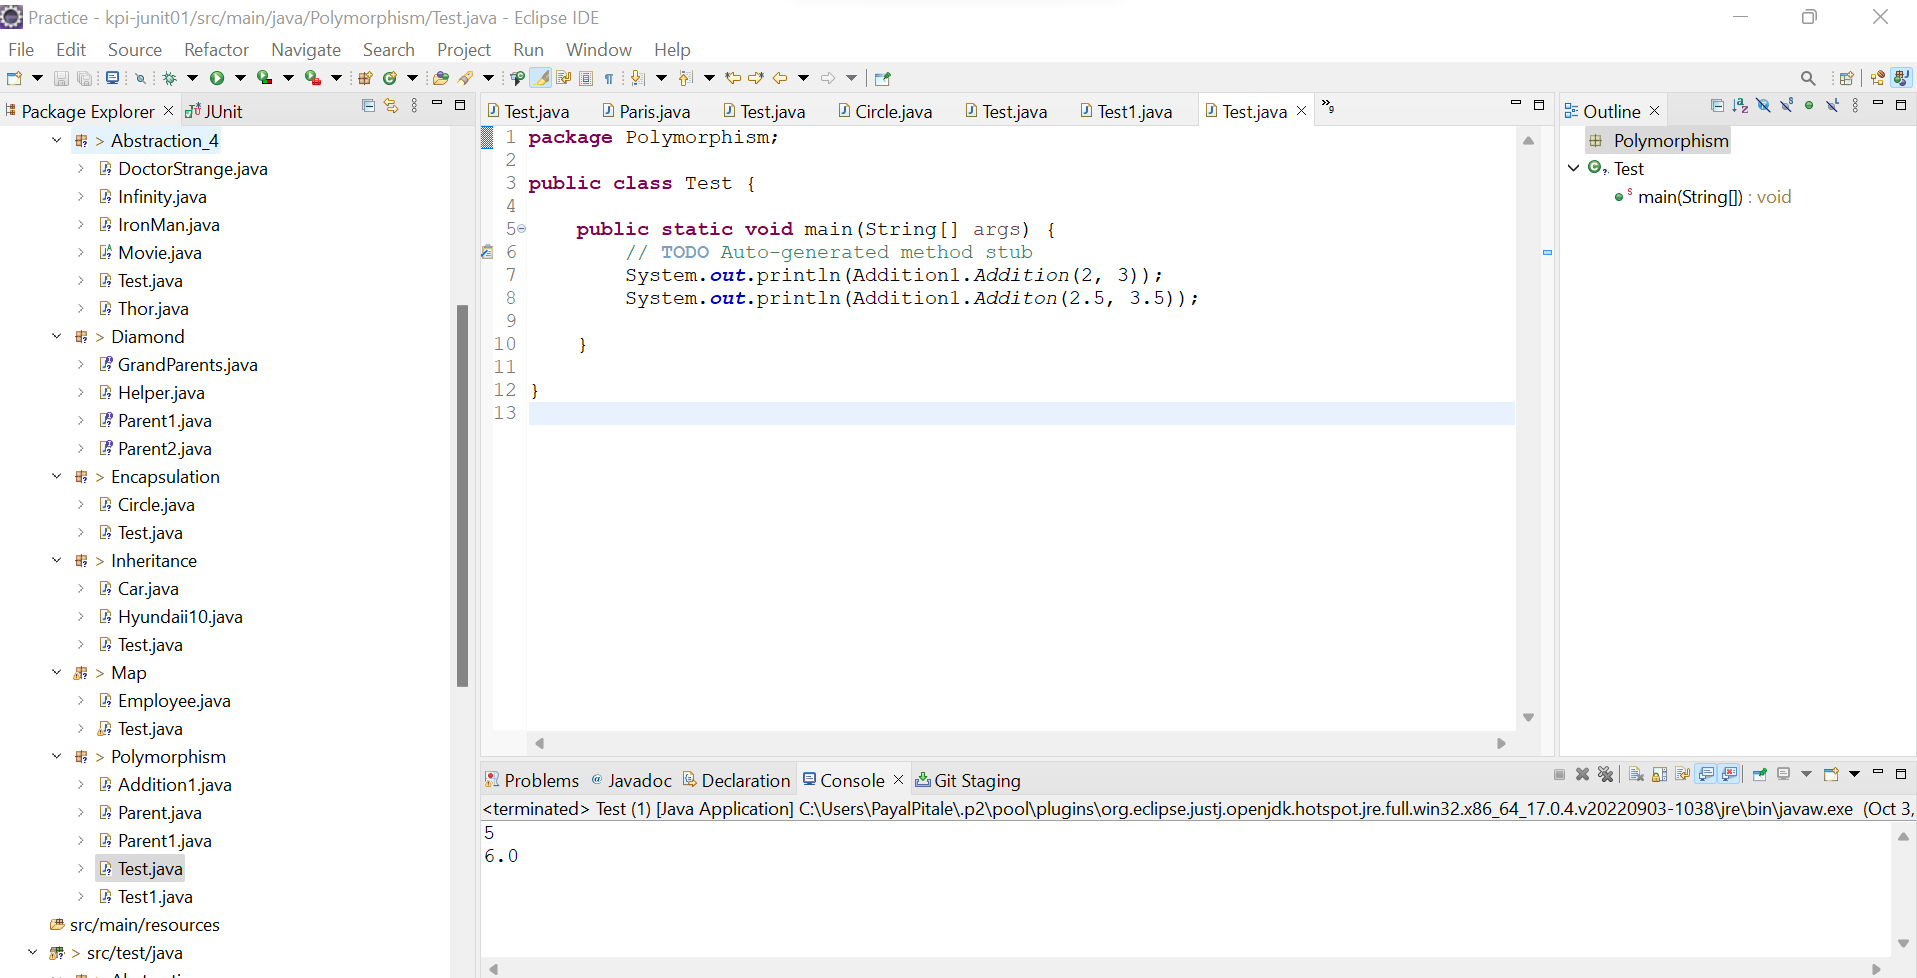 Practice - kpi-junit01/src/main/java/Polymorphism/Test.java - Eclipse IDE
File Edit Source Refactor Navigate Search Project Run Window Help
Package Explorer JUnit
Abstraction_4
DoctorStrange.java
Infinity.java
IronMan.java
Movie.java
Test.java
Thor.java
Diamond
GrandParents.java
Helper.java
Parent1.java
Parent2.java
Encapsulation
Circle.java
Test.java
Inheritance
Car.java
Hyundaii10.java
Test.java
Map
Employee.java
Test.java
Polymorphism
Addition1.java
Parent.java
Parent1.java
Test.java
Test1.java
src/main/resources
src/test/java
Test.java Paris.java Test.java Circle.java Test.java Test1.java Test.java »9
1 package Polymorphism;
2
3 public class Test {
4
5 public static void main(String[] args) {
6 // TODO Auto-generated method stub
7 System.out.println(Addition1.Addition(2, 3));
8 System.out.println(Addition1.Additon(2.5, 3.5));
9
10 }
11
12 }
13
Outline
Polymorphism
Test
main(String[]) : void
Problems @ Javadoc Declaration Console Git Staging
<terminated> Test (1) [Java Application] C:\Users\PayalPitale\.p2\pool\plugins\org.eclipse.justj.openjdk.hotspot.jre.full.win32.x86_64_17.0.4.v20220903-1038\jre\bin\javaw.exe (Oct 3,
5
6.0